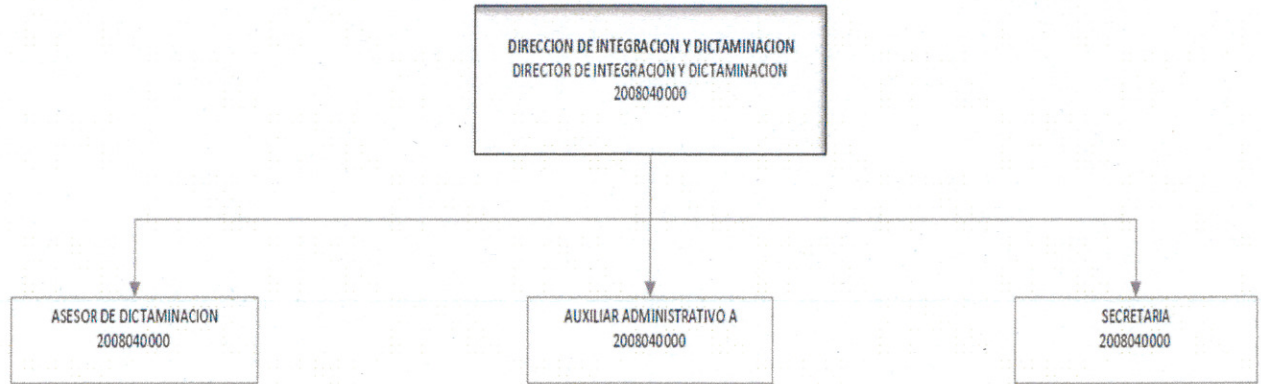 DIRECCION DE INTEGRACION Y DICTAMINACION
DIRECTOR DE INTEGRACION Y DICTAMINACION
2008040000
ASESOR DE DICTAMINACION
2008040000
AUXILIAR ADMINISTRATIVO A
2008040000
SECRETARIA
2008040000